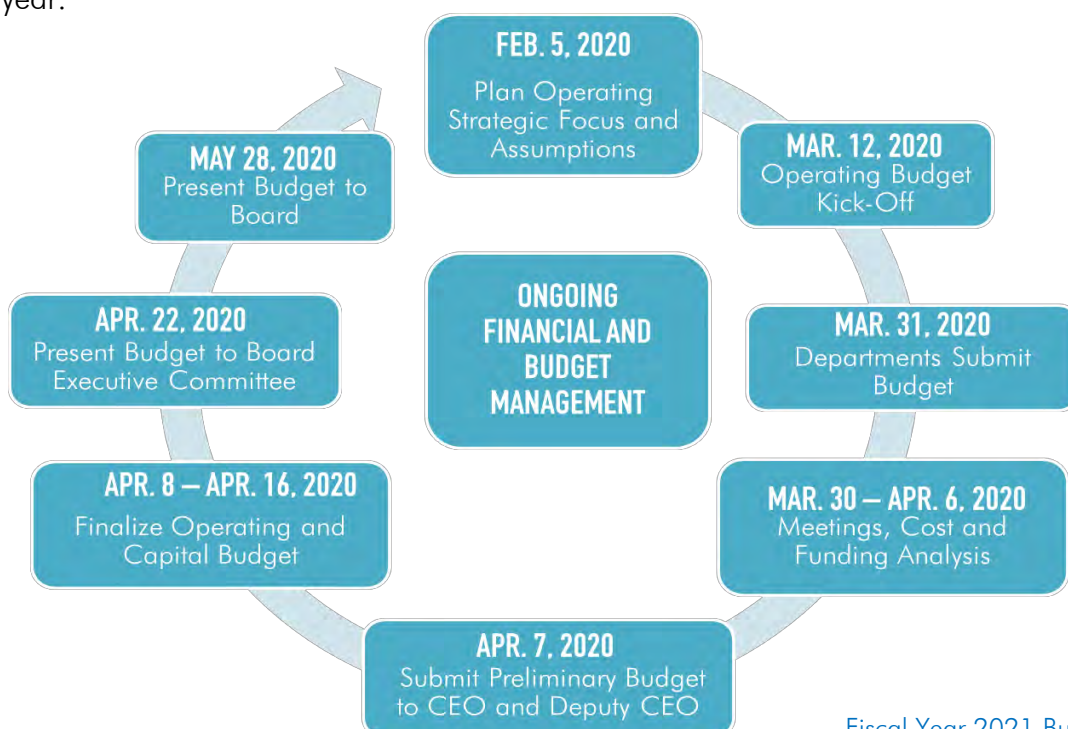 year.
FEB. 5, 2020
Plan Operating
Strategic Focus and
Assumptions
MAR. 12, 2020
Operating Budget
Kick-Off
MAR. 31, 2020
Departments Submit
Budget
MAR. 30 – APR. 6, 2020
Meetings, Cost and
Funding Analysis
APR. 7, 2020
Submit Preliminary Budget
to CEO and Deputy CEO
APR. 8 – APR. 16, 2020
Finalize Operating and
Capital Budget
APR. 22, 2020
Present Budget to Board
Executive Committee
MAY 28, 2020
Present Budget to
Board
ONGOING
FINANCIAL AND
BUDGET
MANAGEMENT
Fiscal Year 2021 Bu